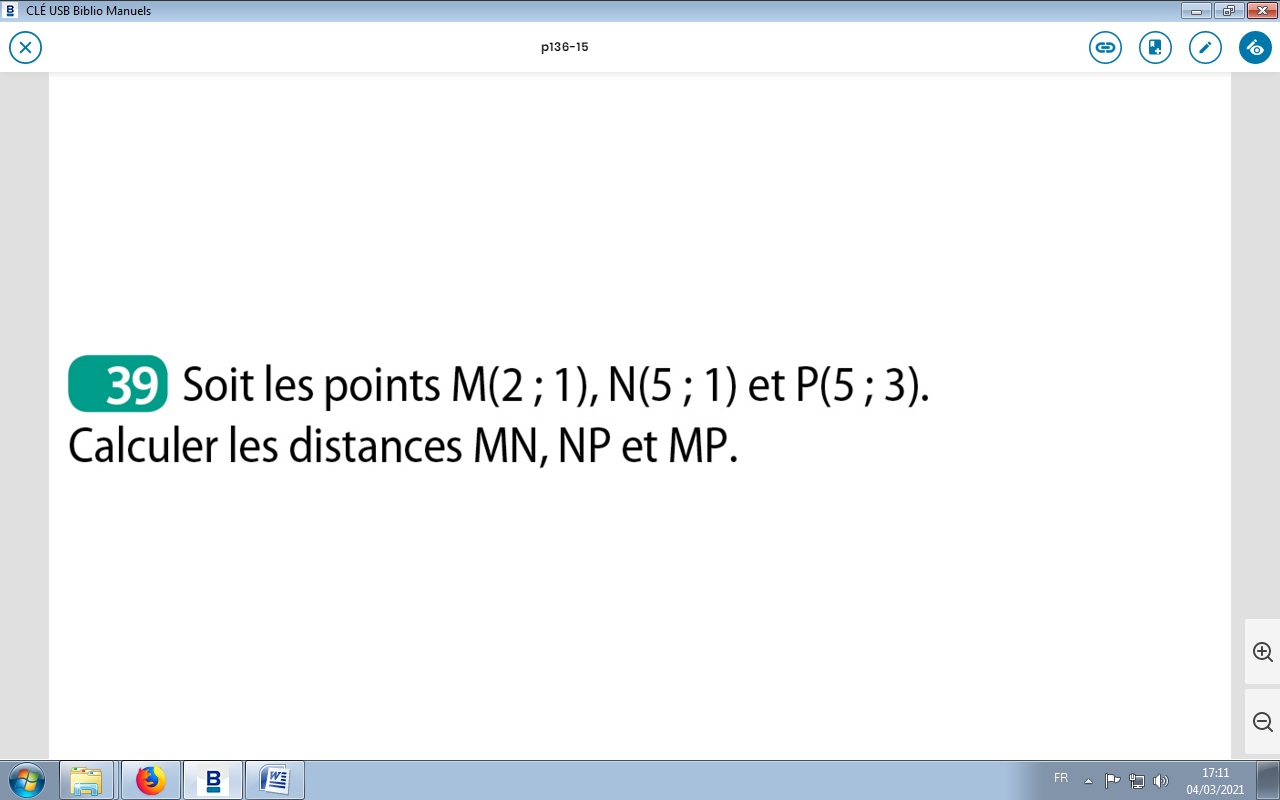 CLÉ USB Biblio Manuels
p136-15
39 Soit les points M(2 ; 1), N(5 ; 1) et P(5 ; 3).
Calculer les distances MN, NP et MP.
B
W
FR
17:11
04/03/2021